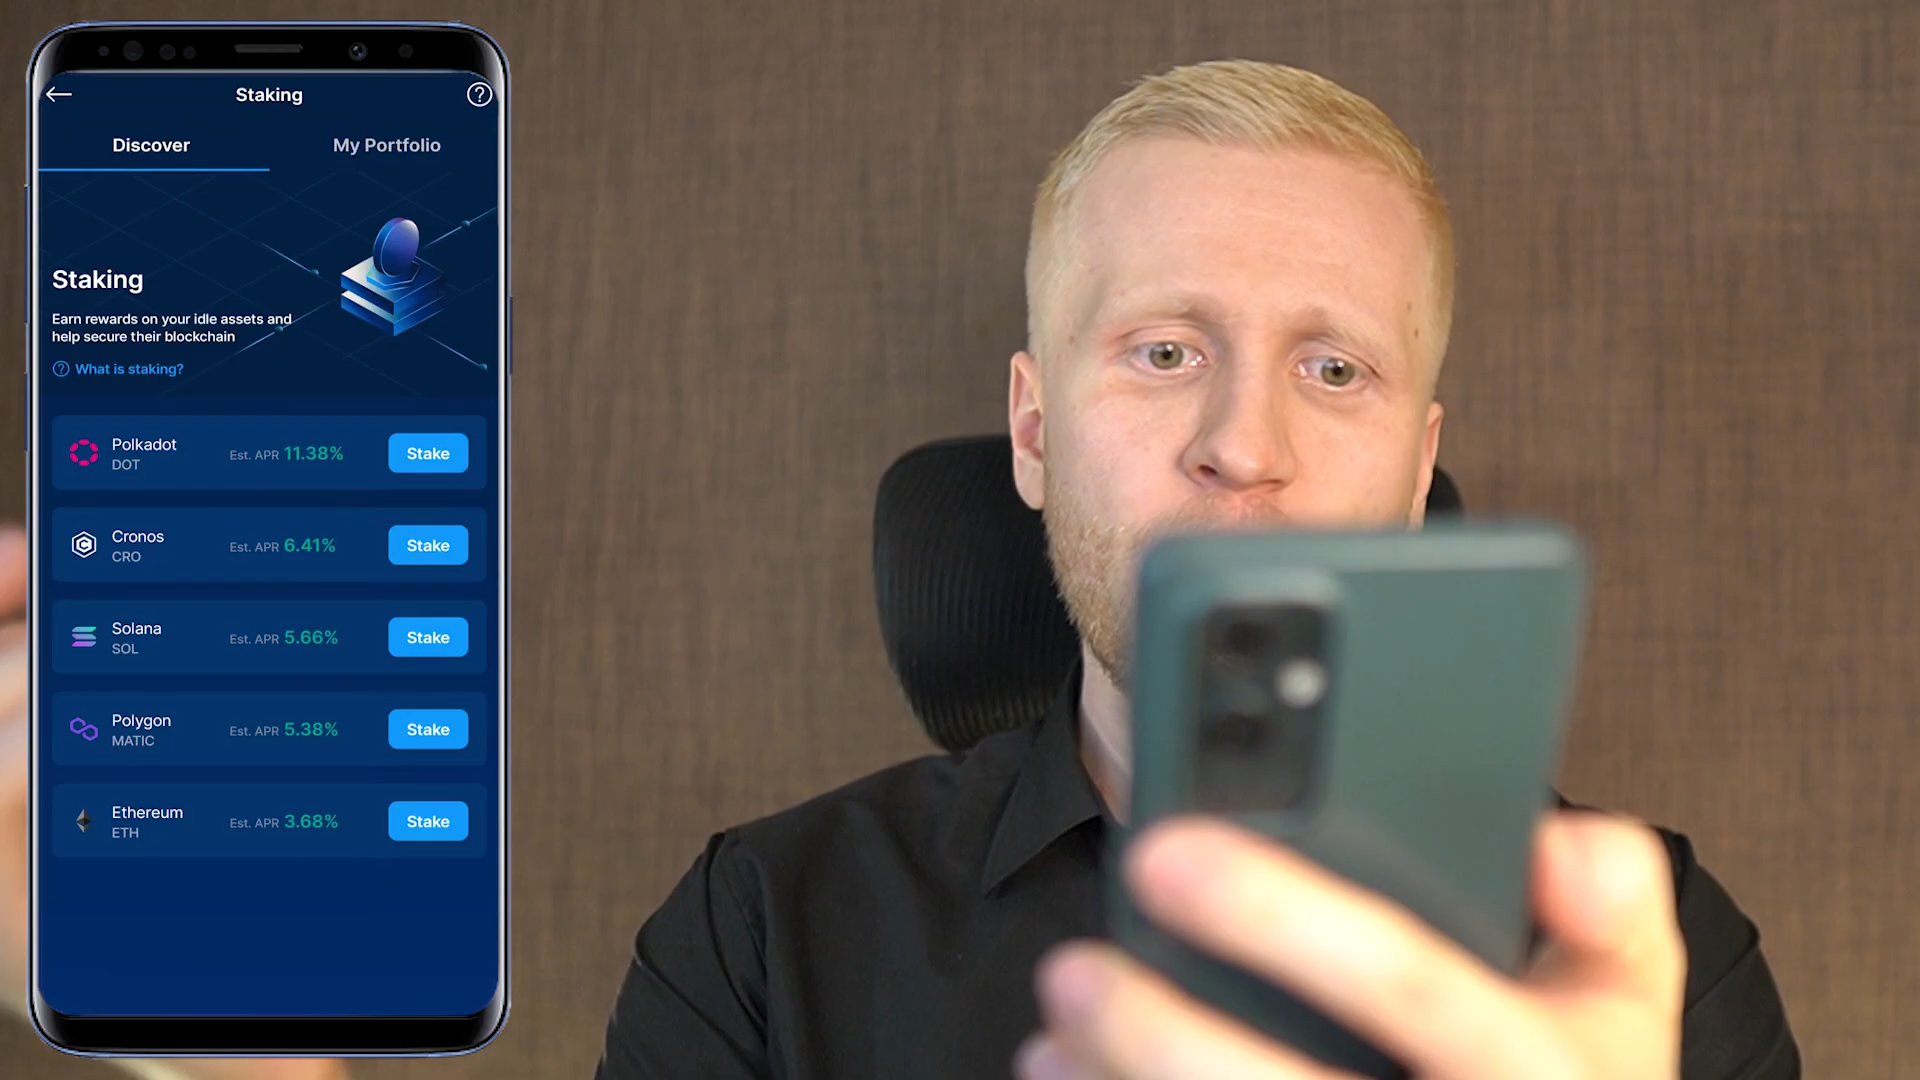 Staking
Discover
My Portfolio
Staking
Earn rewards on your idle assets and
help secure their blockchain
What is staking?
Polkadot
DOT
Est. APR 11.38%
Stake
Cronos
CRO
Est. APR 6.41%
Stake
Solana
SOL
Est. APR 5.66%
Stake
Polygon
MATIC
Est. APR 5.38%
Stake
Ethereum
ETH
Est. APR 3.68%
Stake